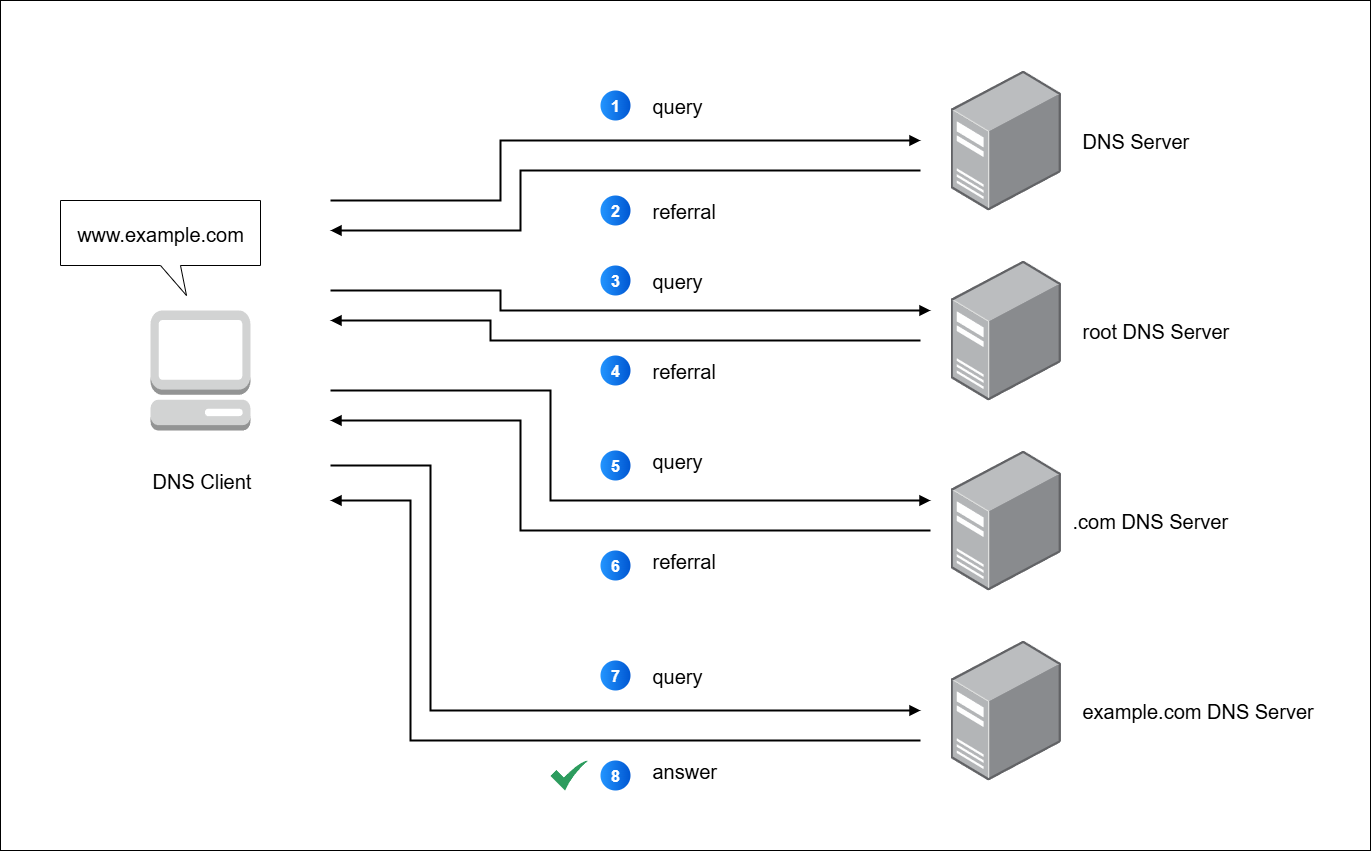 1 query
DNS Server
2 referral
www.example.com
3 query
root DNS Server
4 referral
DNS Client
5 query
.com DNS Server
6 referral
7 query
example.com DNS Server
8 answer